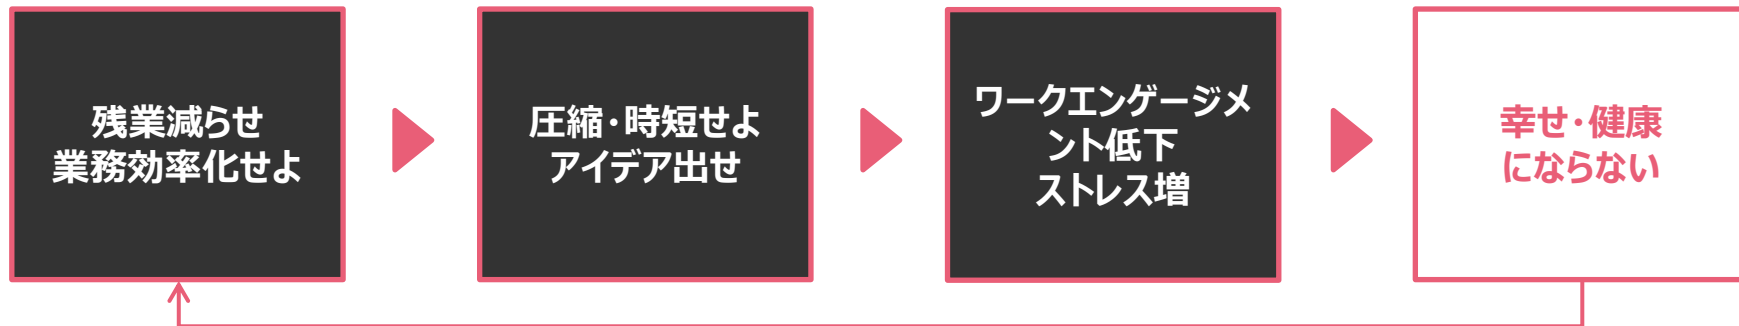 残業減らせ
業務効率化せよ
圧縮・時短せよ
アイデア出せ
ワークエンゲージメ
ント低下
ストレス増
幸せ・健康
にならない